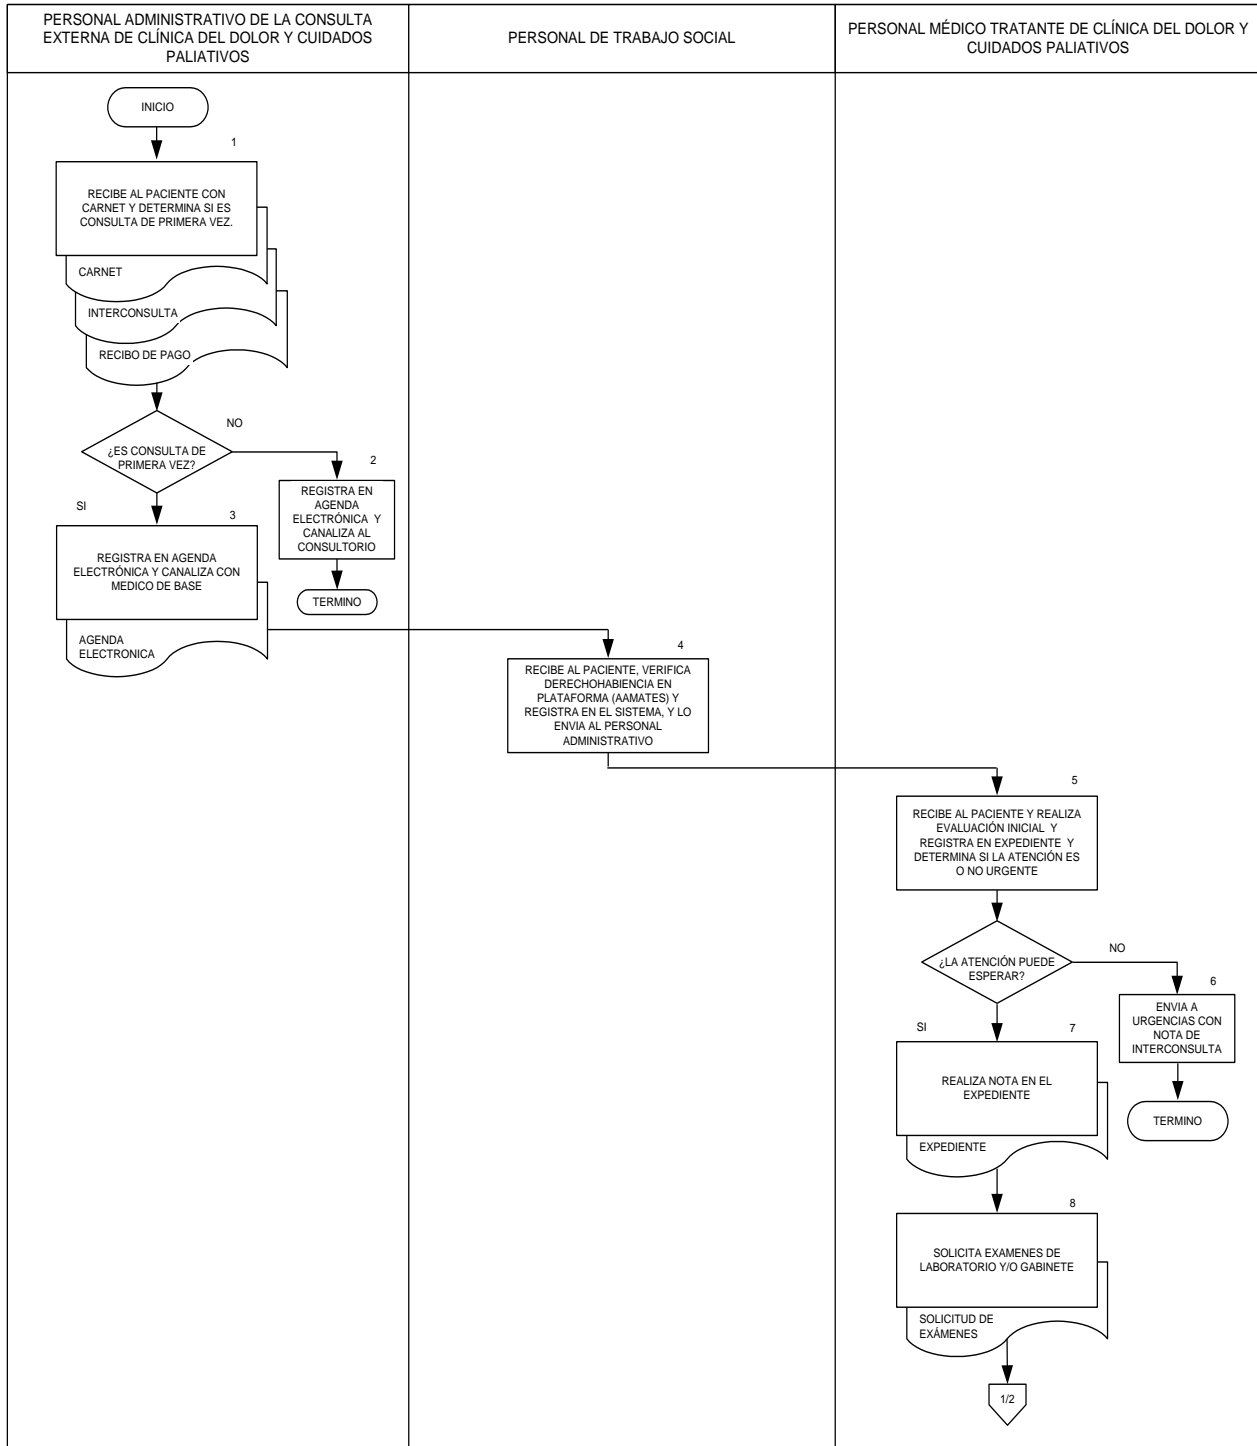 PERSONAL ADMINISTRATIVO DE LA CONSULTA
EXTERNA DE CLÍNICA DEL DOLOR Y CUIDADOS
PALIATIVOS
PERSONAL DE TRABAJO SOCIAL
PERSONAL MÉDICO TRATANTE DE CLÍNICA DEL DOLOR Y
CUIDADOS PALIATIVOS
INICIO
1
RECIBE AL PACIENTE CON
CARNET Y DETERMINA SI ES
CONSULTA DE PRIMERA VEZ.
CARNET
INTERCONSULTA
RECIBO DE PAGO
¿ES CONSULTA DE
PRIMERA VEZ?
NO
2
REGISTRA EN
AGENDA
ELECTRÓNICA Y
CANALIZA AL
CONSULTORIO
TERMINO
SI
3
REGISTRA EN AGENDA
ELECTRÓNICA Y CANALIZA CON
MEDICO DE BASE
AGENDA
ELECTRONICA
4
RECIBE AL PACIENTE, VERIFICA
DERECHOHABIENCIA EN
PLATAFORMA (AAMATES) Y
REGISTRA EN EL SISTEMA, Y LO
ENVIA AL PERSONAL
ADMINISTRATIVO
5
RECIBE AL PACIENTE Y REALIZA
EVALUACIÓN INICIAL Y
REGISTRA EN EXPEDIENTE Y
DETERMINA SI LA ATENCIÓN ES
O NO URGENTE
¿LA ATENCIÓN PUEDE
ESPERAR?
NO
6
ENVIA A
URGENCIAS CON
NOTA DE
INTERCONSULTA
TERMINO
SI
7
REALIZA NOTA EN EL
EXPEDIENTE
EXPEDIENTE
8
SOLICITA EXAMENES DE
LABORATORIO Y/O GABINETE
SOLICITUD DE
EXÁMENES
1/2